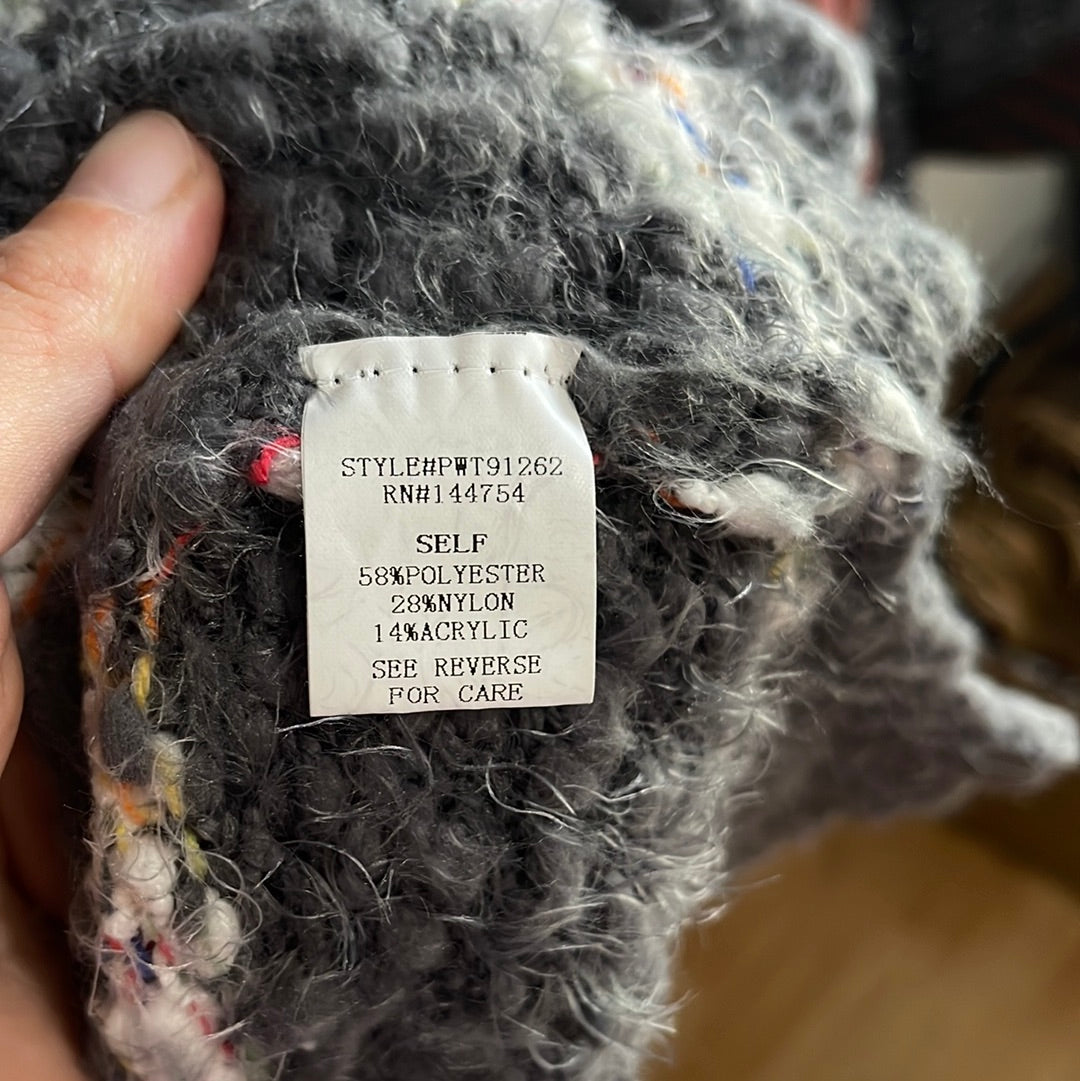 STYLE#PWT91262
RN#144754
SELF
58%POLYESTER
28%NYLON
14%ACRYLIC
SEE REVERSE
FOR CARE